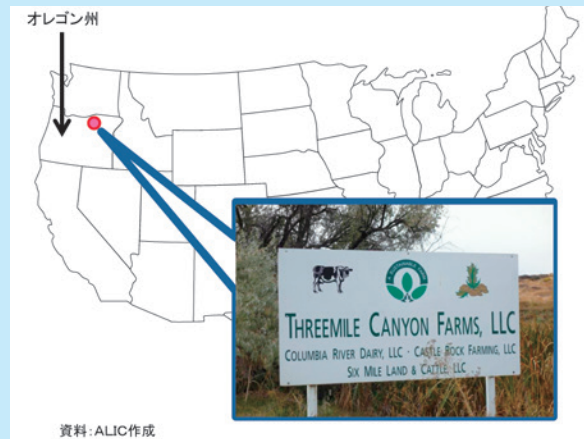 オレゴン州
THREEMILE CANYON FARMS, LLC
COLUMBIA RIVER DAIRY, LLC · CASTLE ROCK FARMING, LLC
SIX MILE LAND & CATTLE, LLC
資料：ALIC作成